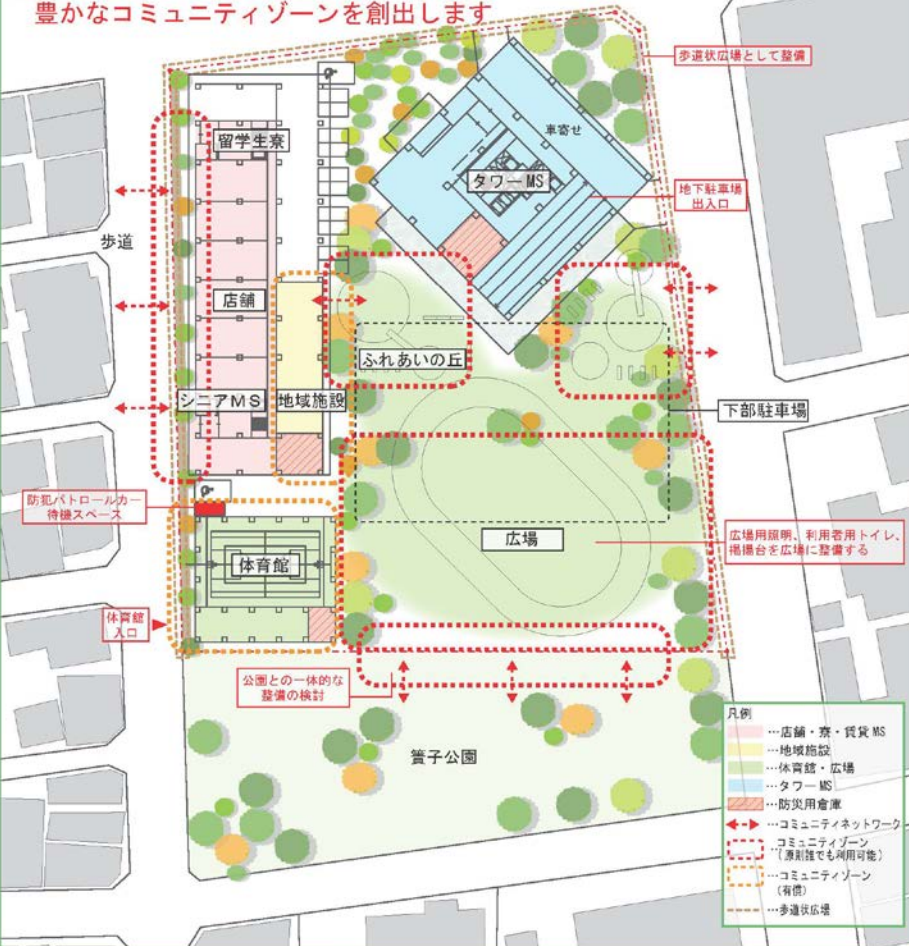 豊かなコミュニティゾーンを創出します
歩道状広場として整備
留学生寮
車寄せ
タワーMS
地下駐車場
出入口
歩道
店舗
ふれあいの丘
シニアMS
地域施設
下部駐車場
防犯パトロールカー
待機スペース
広場
広場用照明、利用者用トイレ、
掲揚台を広場に整備する
体育館
体育館
入口
公園との一体的な
整備の検討
簀子公園
凡例
…店舗・寮・賃貸MS
…地域施設
…体育館・広場
…タワーMS
…防災用倉庫
…コミュニティネットワーク
…コミュニティゾーン
(原則誰でも利用可能)
…コミュニティゾーン
(有償)
…歩道状広場